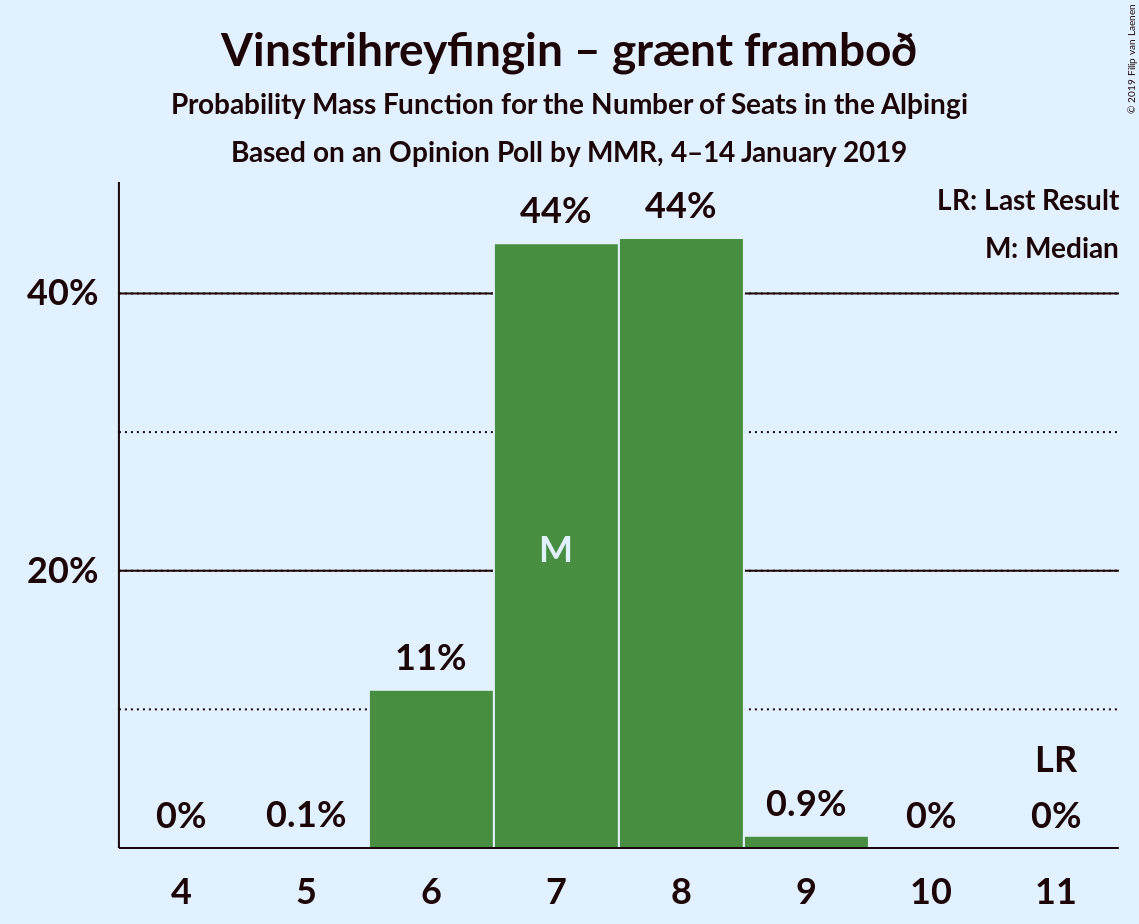 Vinstrihreyfingin – grænt framboð
Probability Mass Function for the Number of Seats in the Alþingi
Based on an Opinion Poll by MMR, 4–14 January 2019
© 2019 Filip van Laenen
LR: Last Result
M: Median
44%
44%
40%
M
20%
11%
LR
0%
0.1%
0.9%
0%
0%
4
5
6
7
8
9
10
11